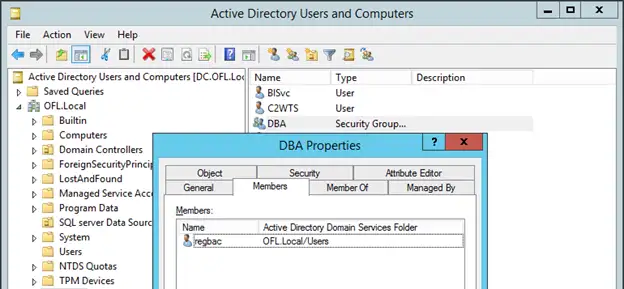 Active Directory Users and Computers
File Action View Help
Active Directory Users and Computers [DC.OFL.Local
Saved Queries
OFL.Local
Builtin
Computers
Domain Controllers
ForeignSecurityPrincip
LostAndFound
Managed Service Acco
Program Data
SQL server Data Sourc
System
Users
NTDS Quotas
TPM Devices
Name Type Description
BISvc User
C2WTS User
DBA Security Group...
DBA Properties
? X
Object Security Attribute Editor
General Members Member Of Managed By
Members:
Name Active Directory Domain Services Folder
regbac OFL.Local/Users